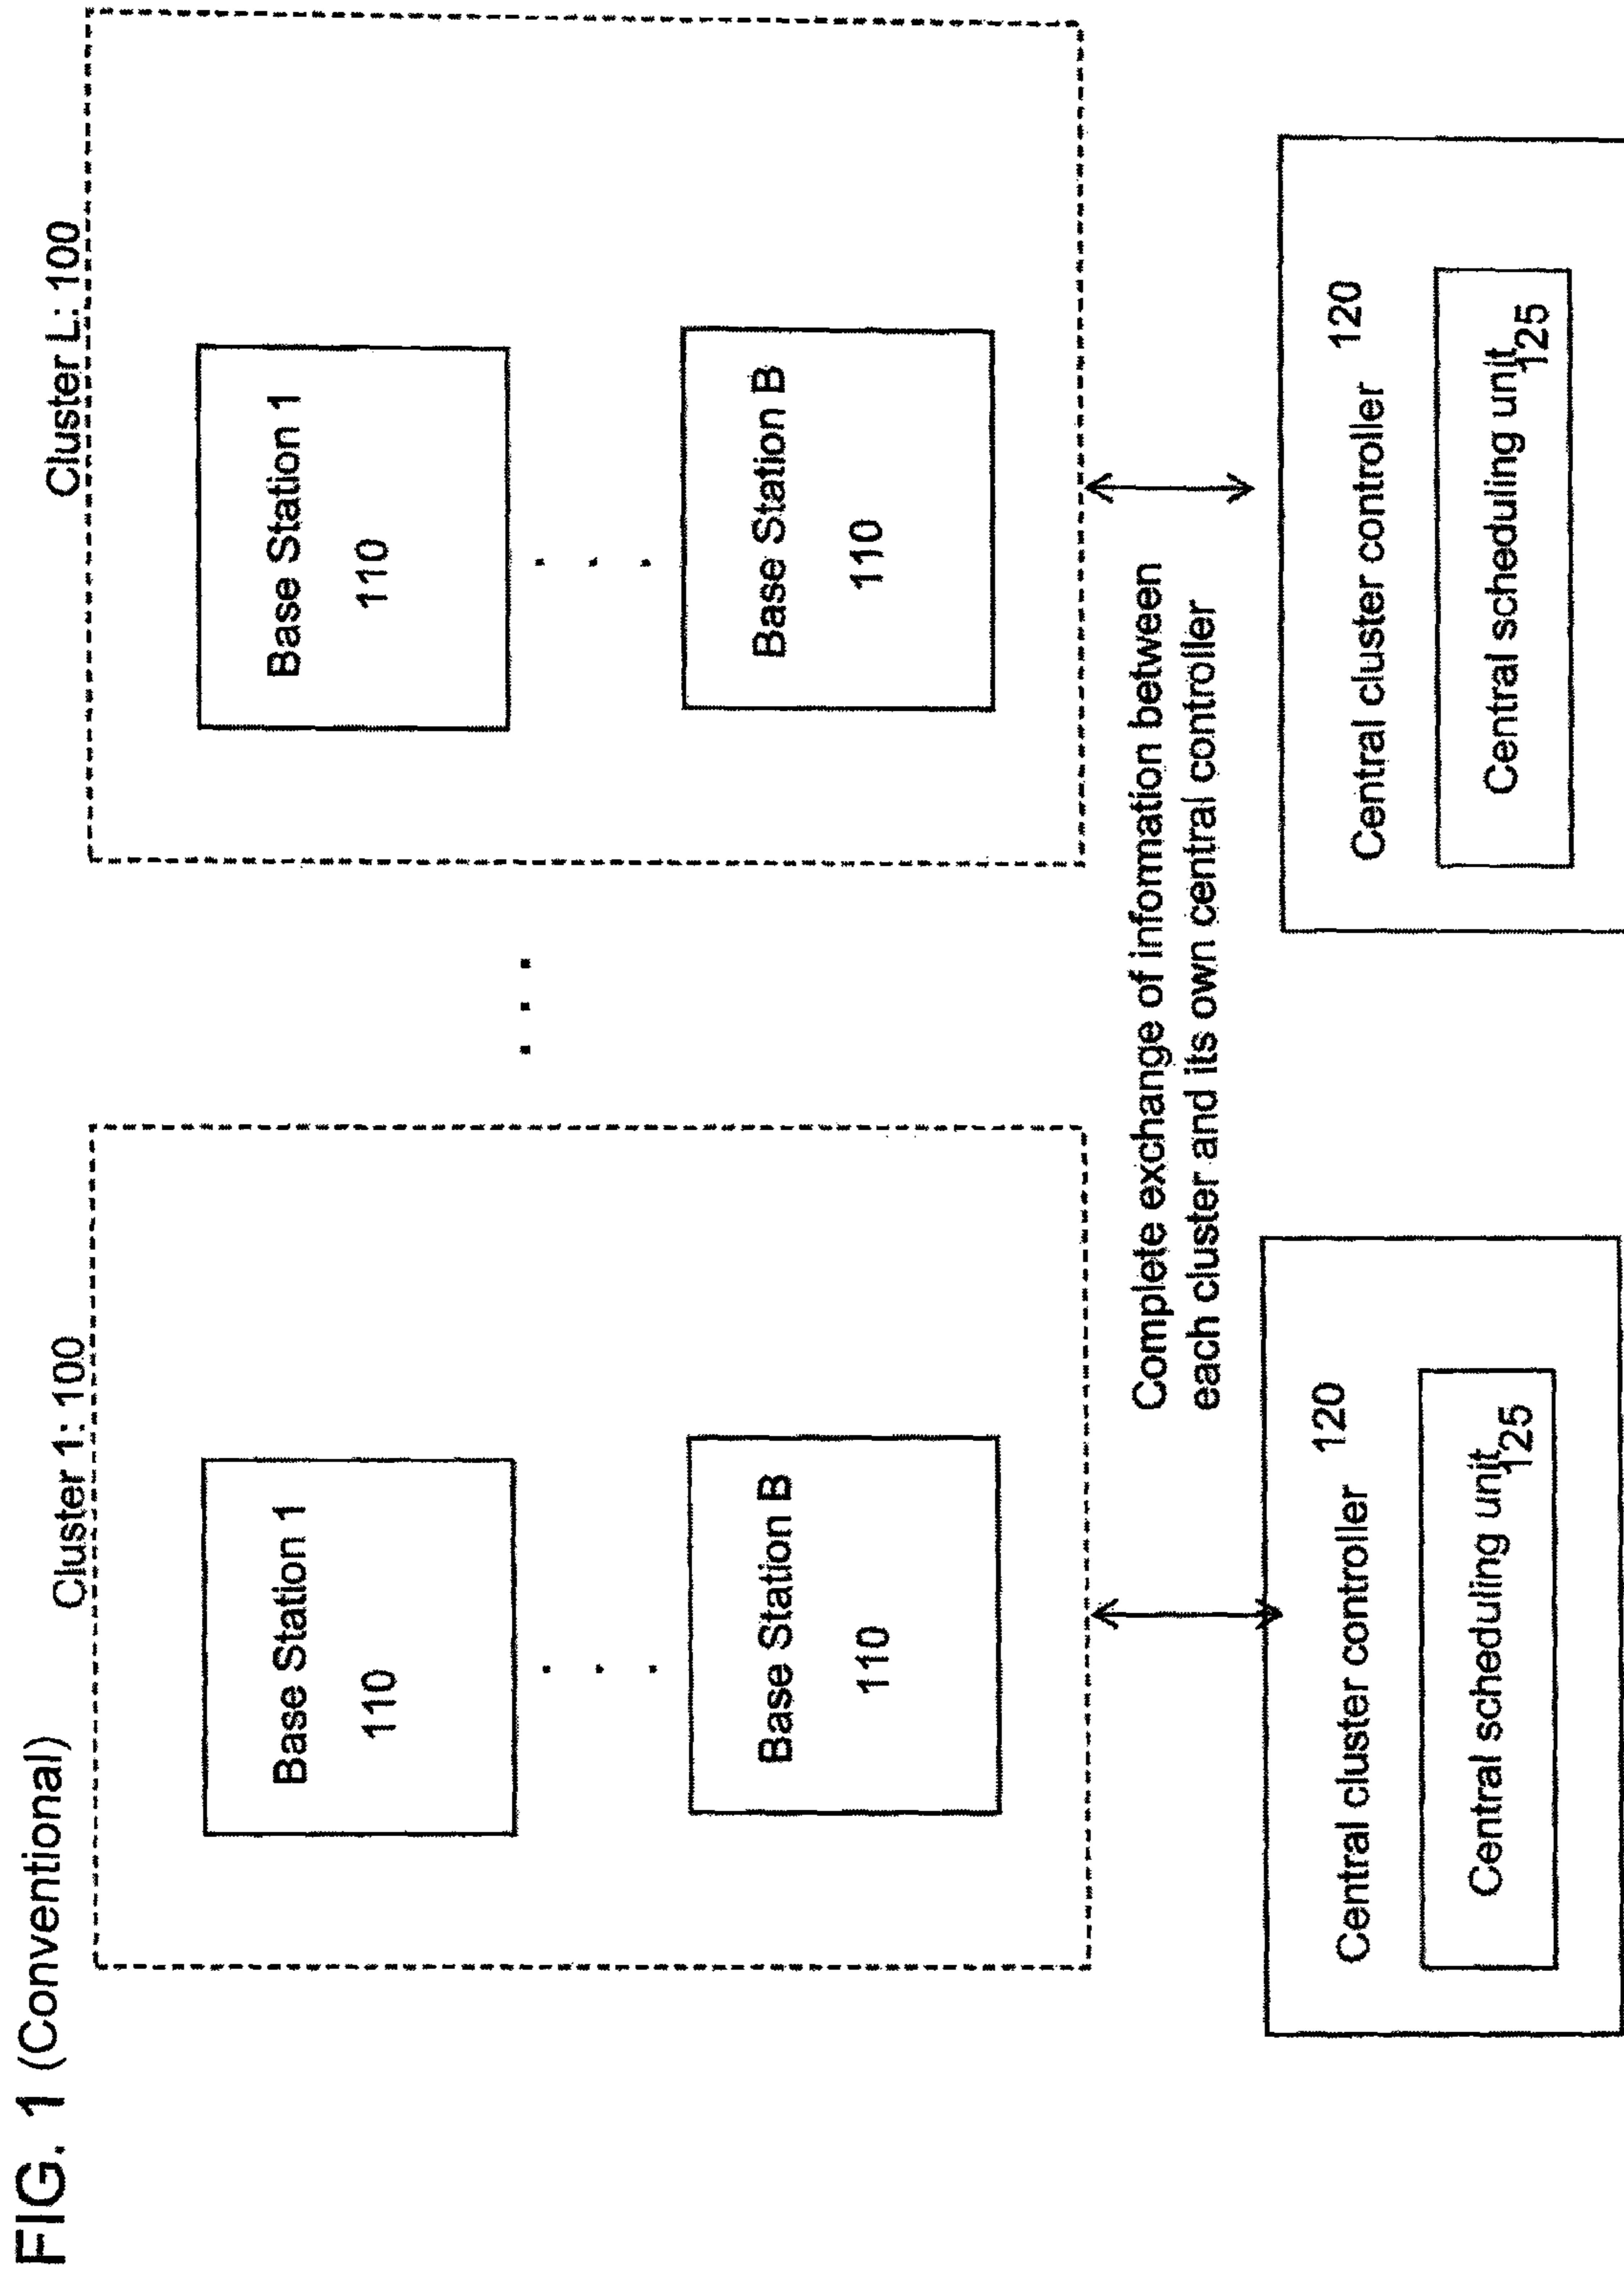 FIG. 1 (Conventional)
Cluster 1: 100
Base Station 1
110
. . .
Base Station B
110
. . .
Cluster L: 100
Base Station 1
110
. . .
Base Station B
110
Complete exchange of information between
each cluster and its own central controller
Central cluster controller 120
Central scheduling unit
125
Central cluster controller 120
Central scheduling unit
125